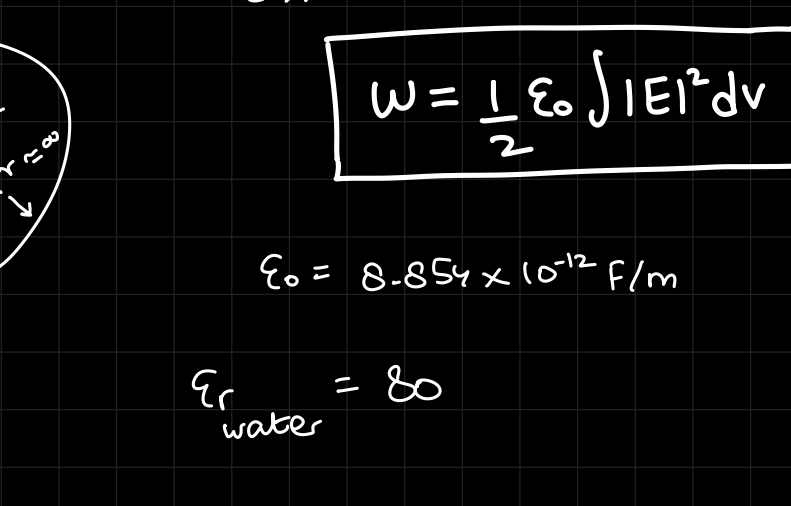 r = ∞
W = 1/2 ε₀ ∫ |E|² dv
ε₀ = 8.854 × 10⁻¹² F/m
εr water = 80